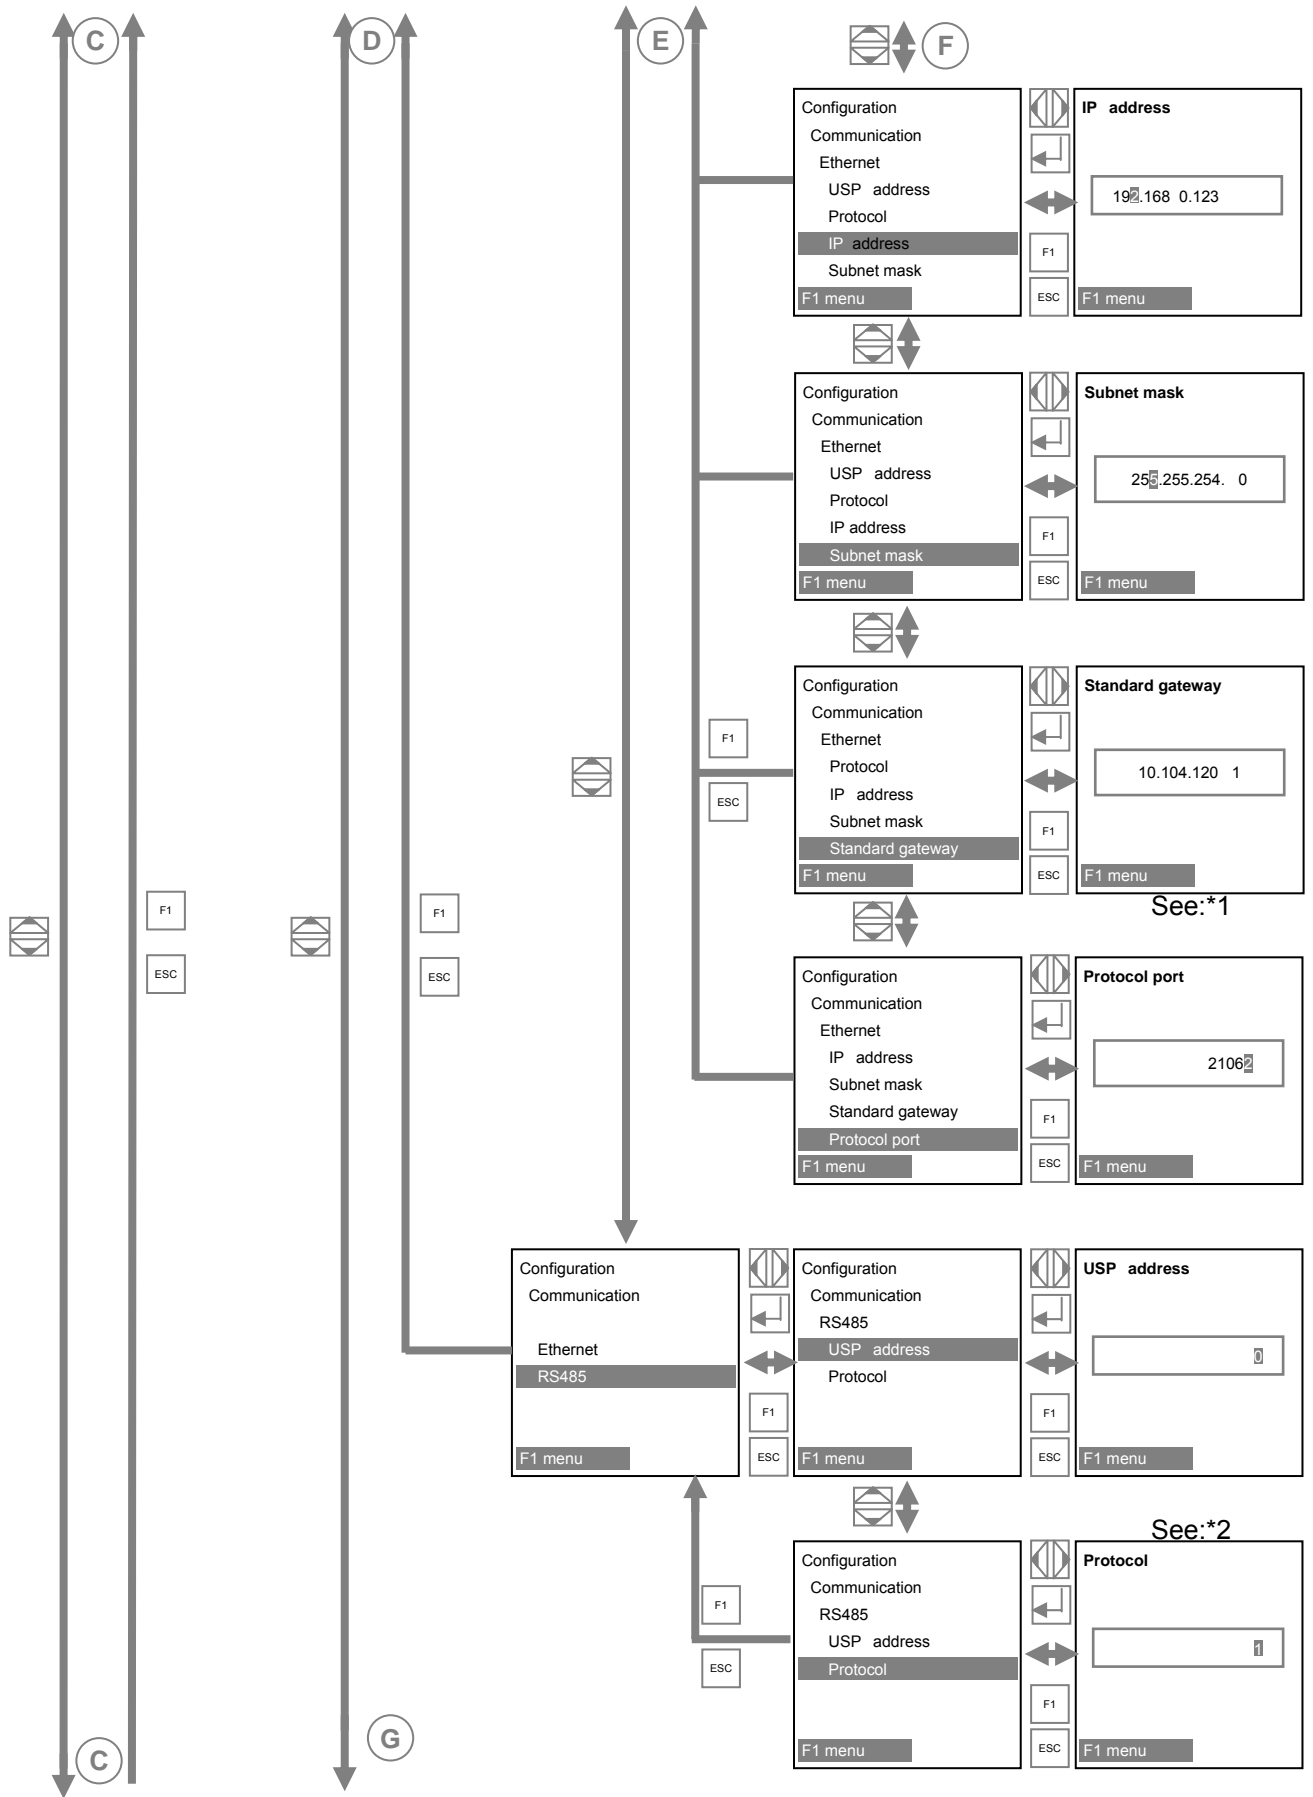 C
D
E
F
Configuration
Communication
Ethernet
USP address
Protocol
IP address
Subnet mask
F1 menu
F1
ESC
IP address
192.168 0.123
F1 menu
Configuration
Communication
Ethernet
USP address
Protocol
IP address
Subnet mask
F1 menu
F1
ESC
Subnet mask
255.255.254. 0
F1 menu
F1
ESC
Configuration
Communication
Ethernet
Protocol
IP address
Subnet mask
Standard gateway
F1 menu
F1
ESC
Standard gateway
10.104.120 1
F1 menu
See:*1
F1
ESC
F1
ESC
Configuration
Communication
Ethernet
IP address
Subnet mask
Standard gateway
Protocol port
F1 menu
F1
ESC
Protocol port
21062
F1 menu
Configuration
Communication
Ethernet
RS485
F1 menu
F1
ESC
Configuration
Communication
RS485
USP address
Protocol
F1 menu
F1
ESC
USP address
0
F1 menu
See:*2
F1
ESC
Configuration
Communication
RS485
USP address
Protocol
F1 menu
F1
ESC
Protocol
1
F1 menu
C
G